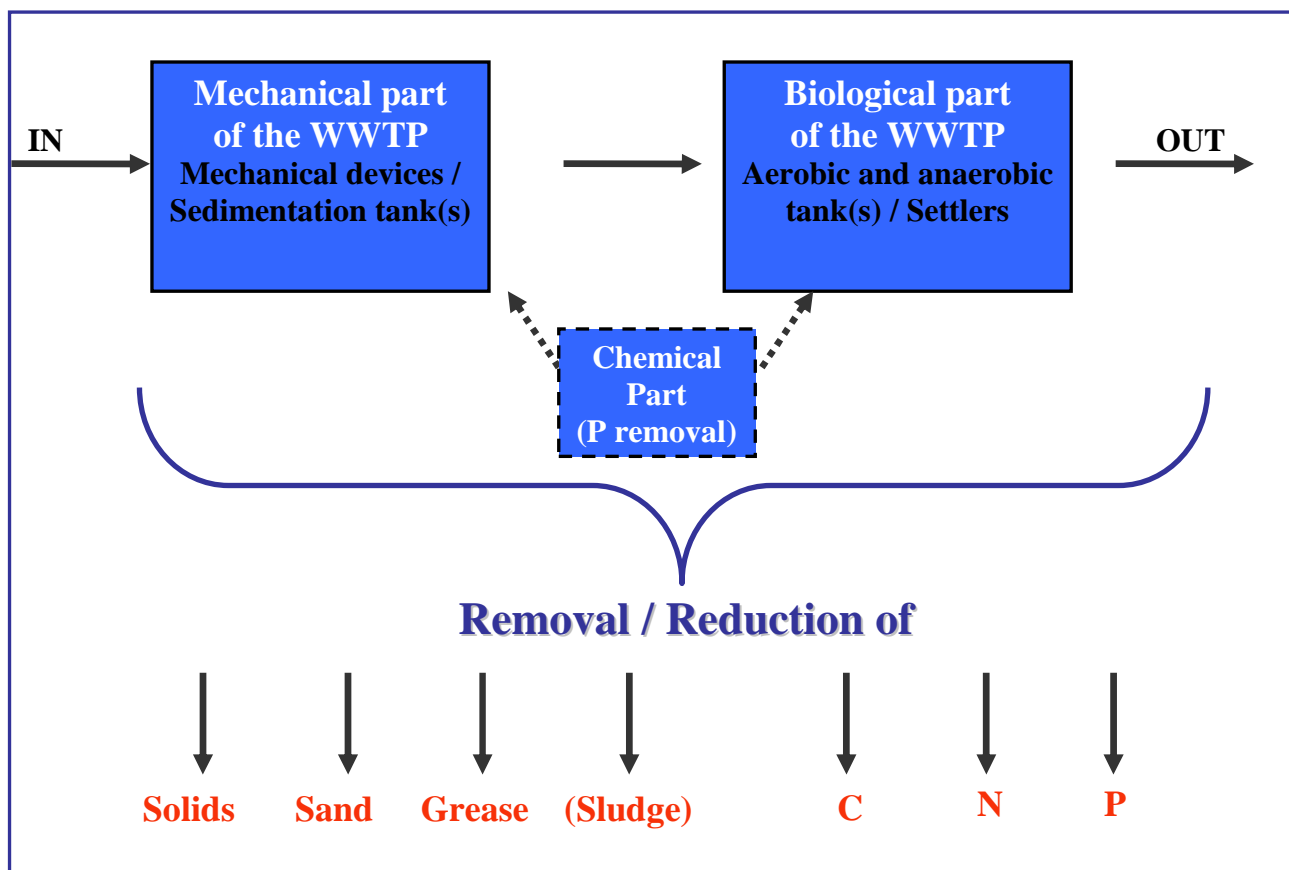 IN
Mechanical part
of the WWTP
Mechanical devices /
Sedimentation tank(s)
Biological part
of the WWTP
Aerobic and anaerobic
tank(s) / Settlers
OUT
Chemical
Part
(P removal)
Removal / Reduction of
Solids Sand Grease (Sludge) C N P